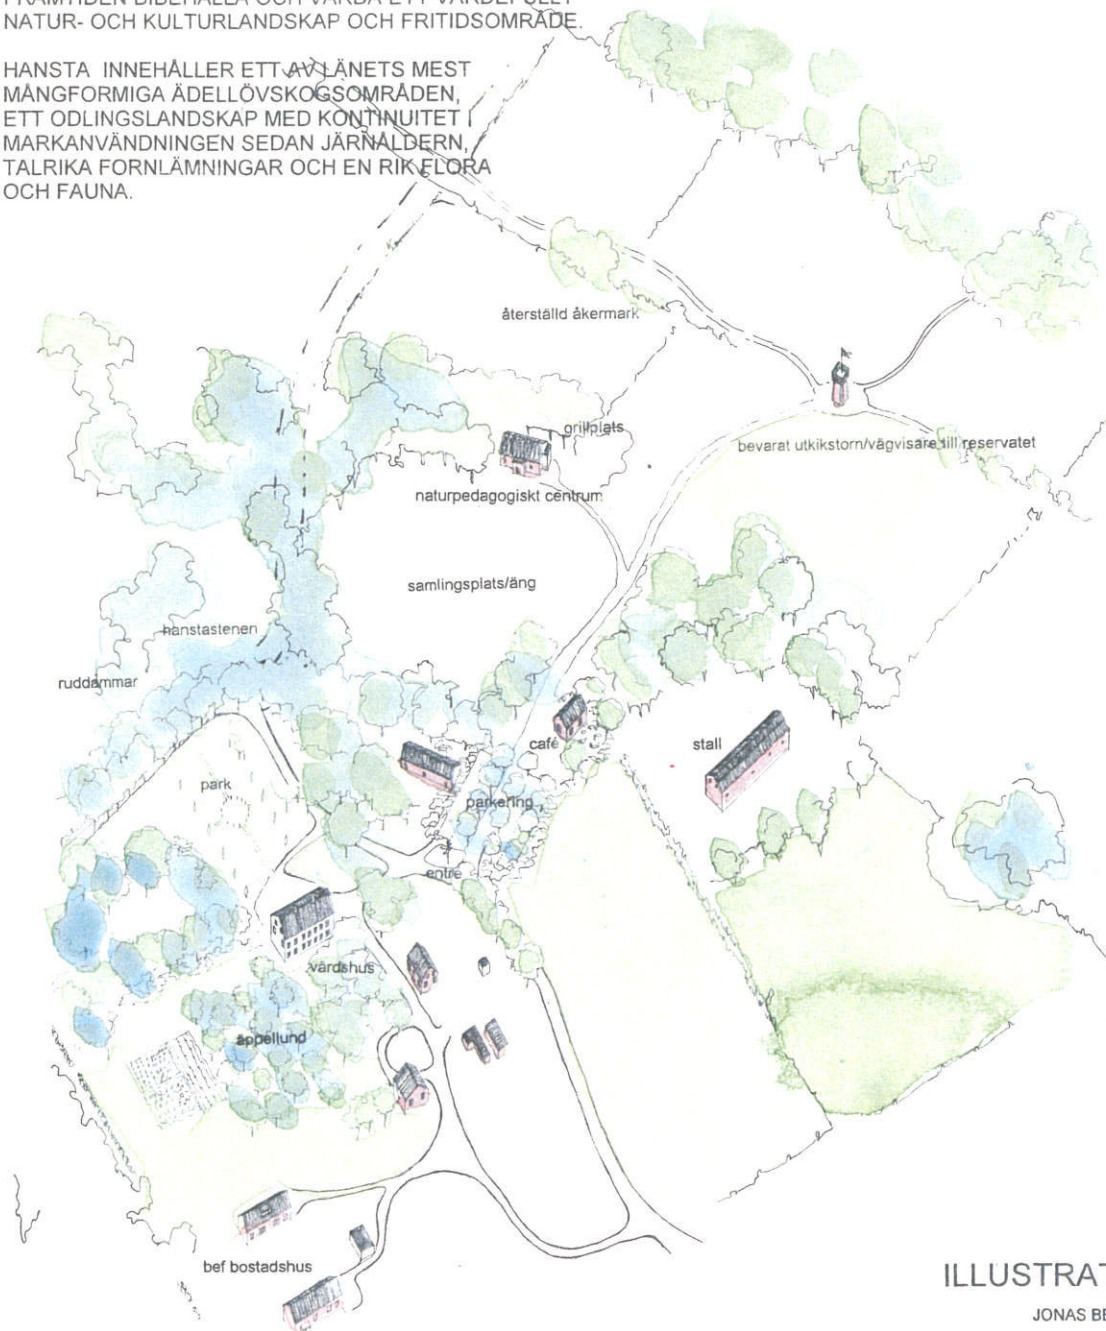 NATUR- OCH KULTURLANDSKAP OCH FRITIDSOMRÅDE.
HANSTA INNEHÅLLER ETT AV LÄNETS MEST
MÅNGFORMIGA ÄDELLÖVSKOGSOMRÅDEN,
ETT ODLINGSLANDSKAP MED KONTINUITET I
MARKANVÄNDNINGEN SEDAN JÄRNÅLDERN,
TALRIKA FORNLÄMNINGAR OCH EN RIK FLORA
OCH FAUNA.
återställd åkermark
grillplats
bevarat utkikstorn/vägvisare till reservatet
naturpedagogiskt centrum
samlingsplats/äng
hanstastenen
ruddammar
café
stall
park
parkering
entré
värdshus
äppellund
bef bostadshus
ILLUSTRAT
JONAS BE